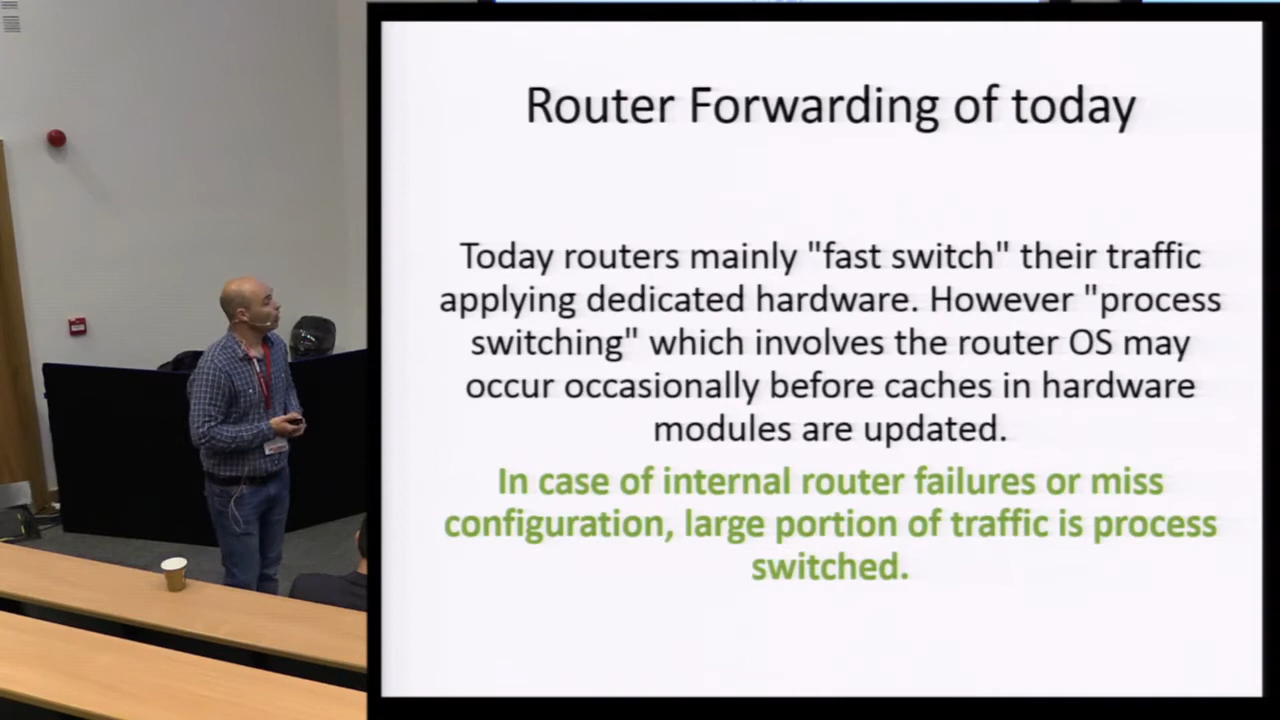 Router Forwarding of today
Today routers mainly "fast switch" their traffic
applying dedicated hardware. However "process
switching" which involves the router OS may
occur occasionally before caches in hardware
modules are updated.
In case of internal router failures or miss
configuration, large portion of traffic is process
switched.